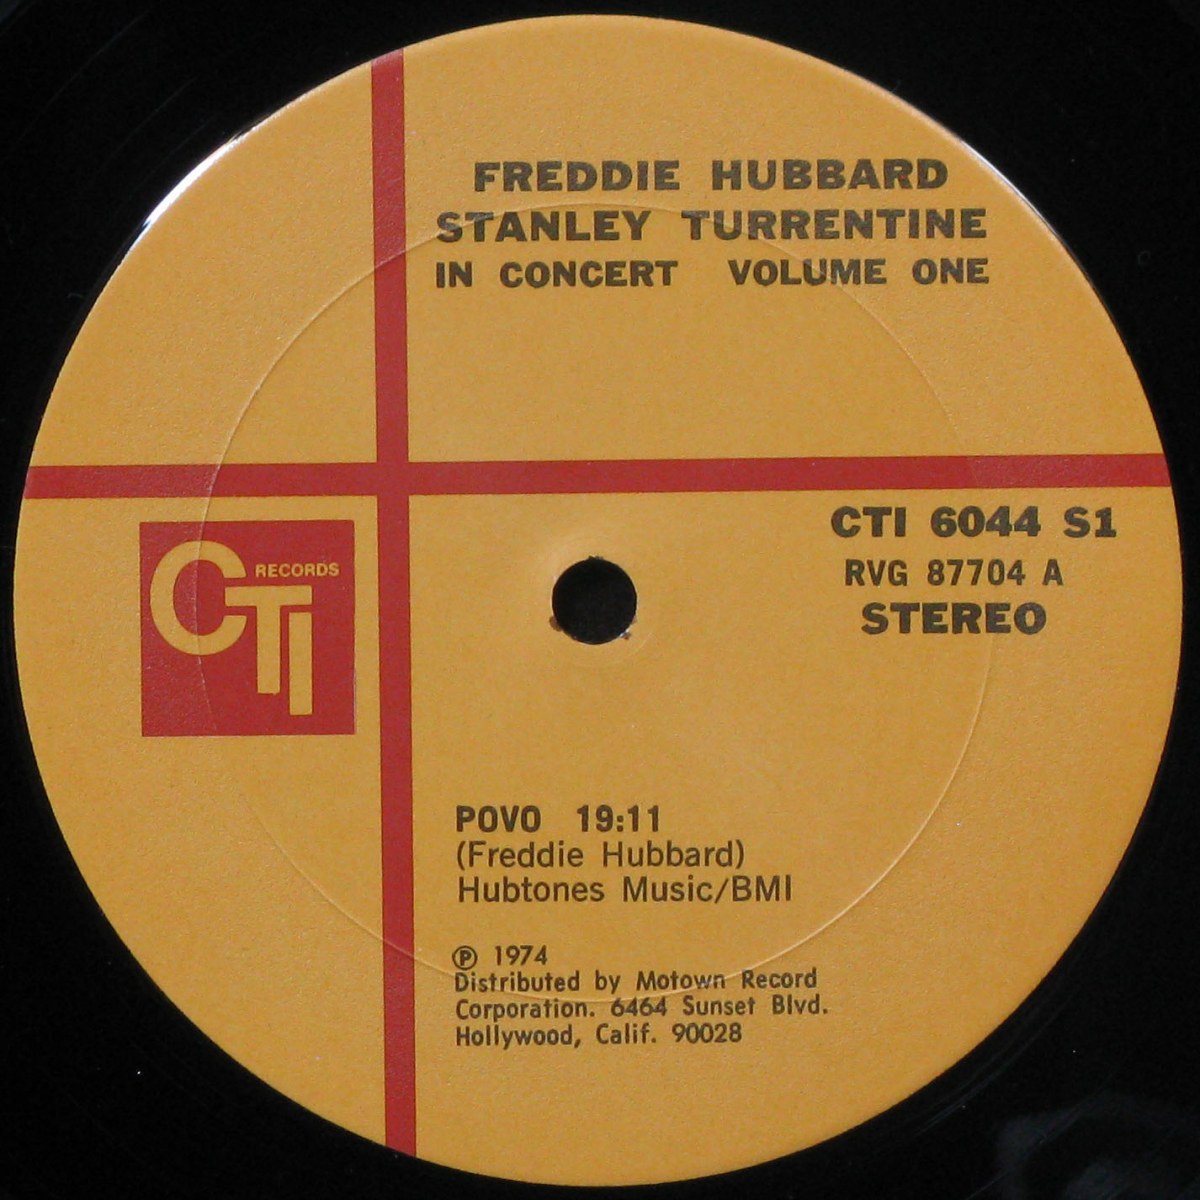 FREDDIE HUBBARD
STANLEY TURRENTINE
IN CONCERT VOLUME ONE
CTI 6044 S1
RVG 87704 A
STEREO
CTI RECORDS
POVO 19:11
(Freddie Hubbard)
Hubtones Music/BMI
℗ 1974
Distributed by Motown Record
Corporation. 6464 Sunset Blvd.
Hollywood, Calif. 90028